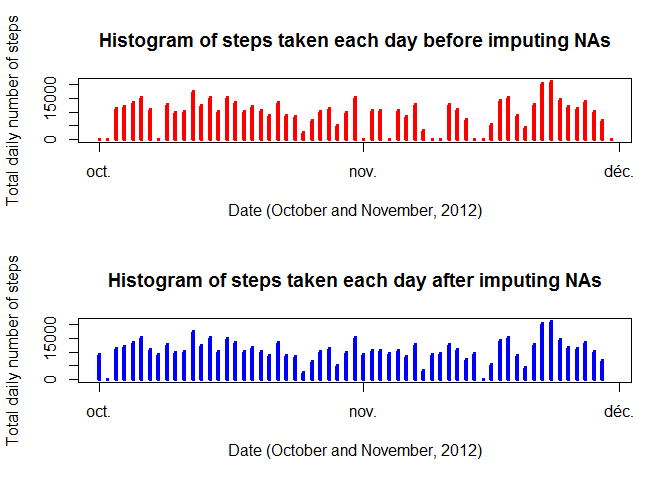 Histogram of steps taken each day before imputing NAs
Total daily number of steps
15000
0
oct.
nov.
déc.
Date (October and November, 2012)
Histogram of steps taken each day after imputing NAs
Total daily number of steps
15000
0
oct.
nov.
déc.
Date (October and November, 2012)